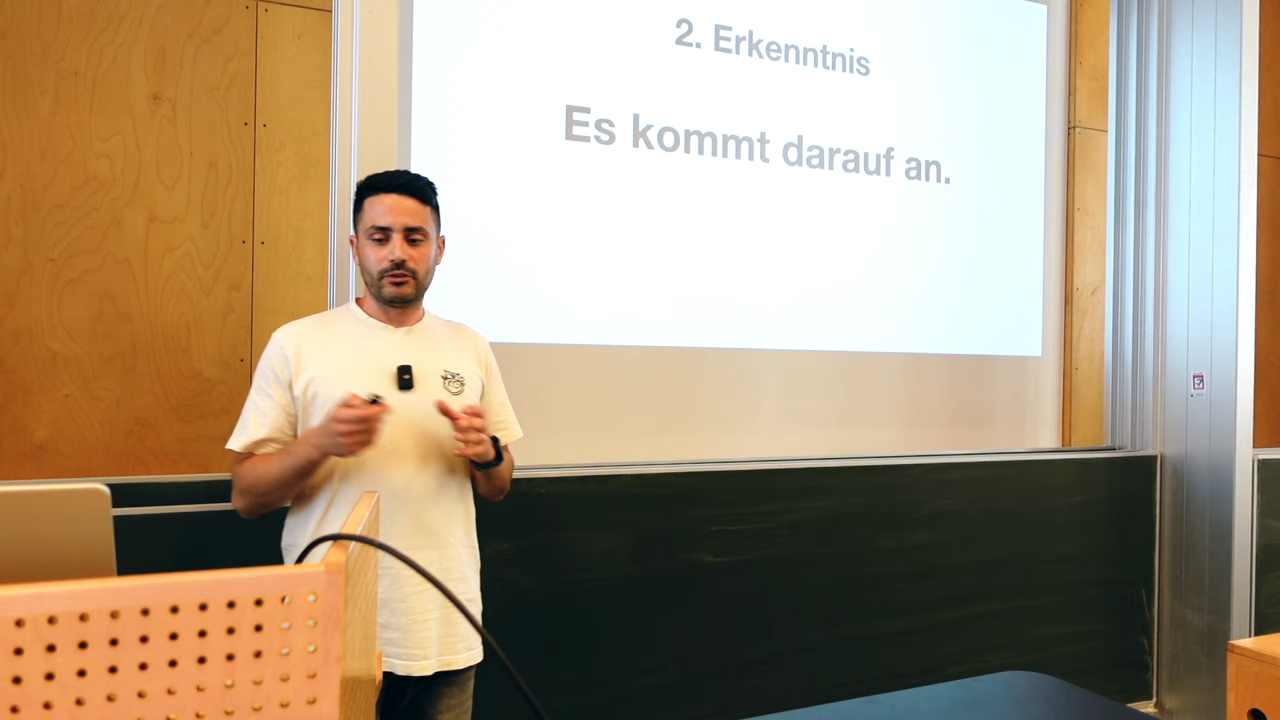 2. Erkenntnis
Es kommt darauf an.